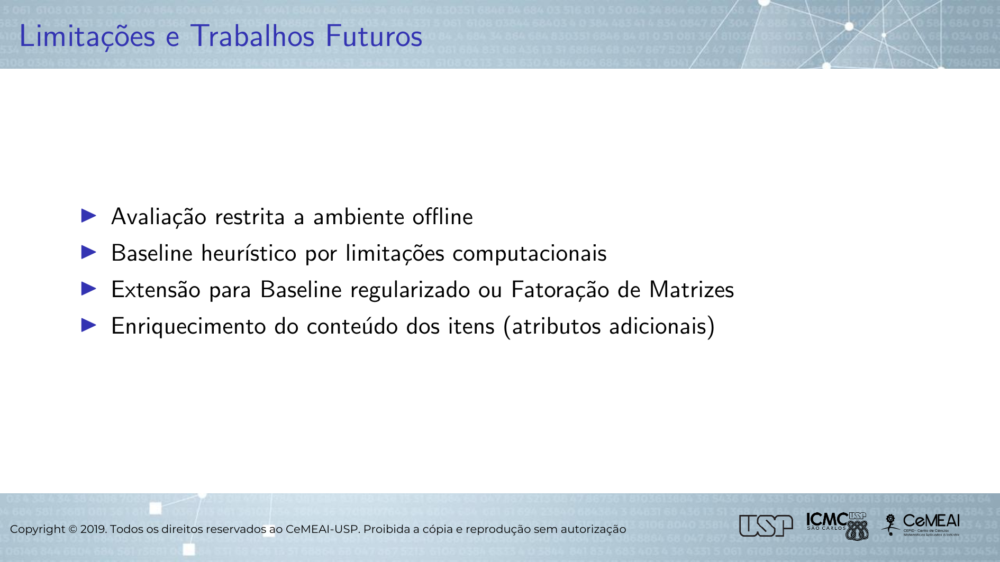 Limitações e Trabalhos Futuros
Avaliação restrita a ambiente offline
Baseline heurístico por limitações computacionais
Extensão para Baseline regularizado ou Fatoração de Matrizes
Enriquecimento do conteúdo dos itens (atributos adicionais)
Copyright © 2019. Todos os direitos reservados ao CeMEAI-USP. Proibida a cópia e reprodução sem autorização
USP
ICMC USP
SÃO CARLOS
CeMEAI
CEPID - Centro de Ciências
Matemáticas Aplicadas à Indústria